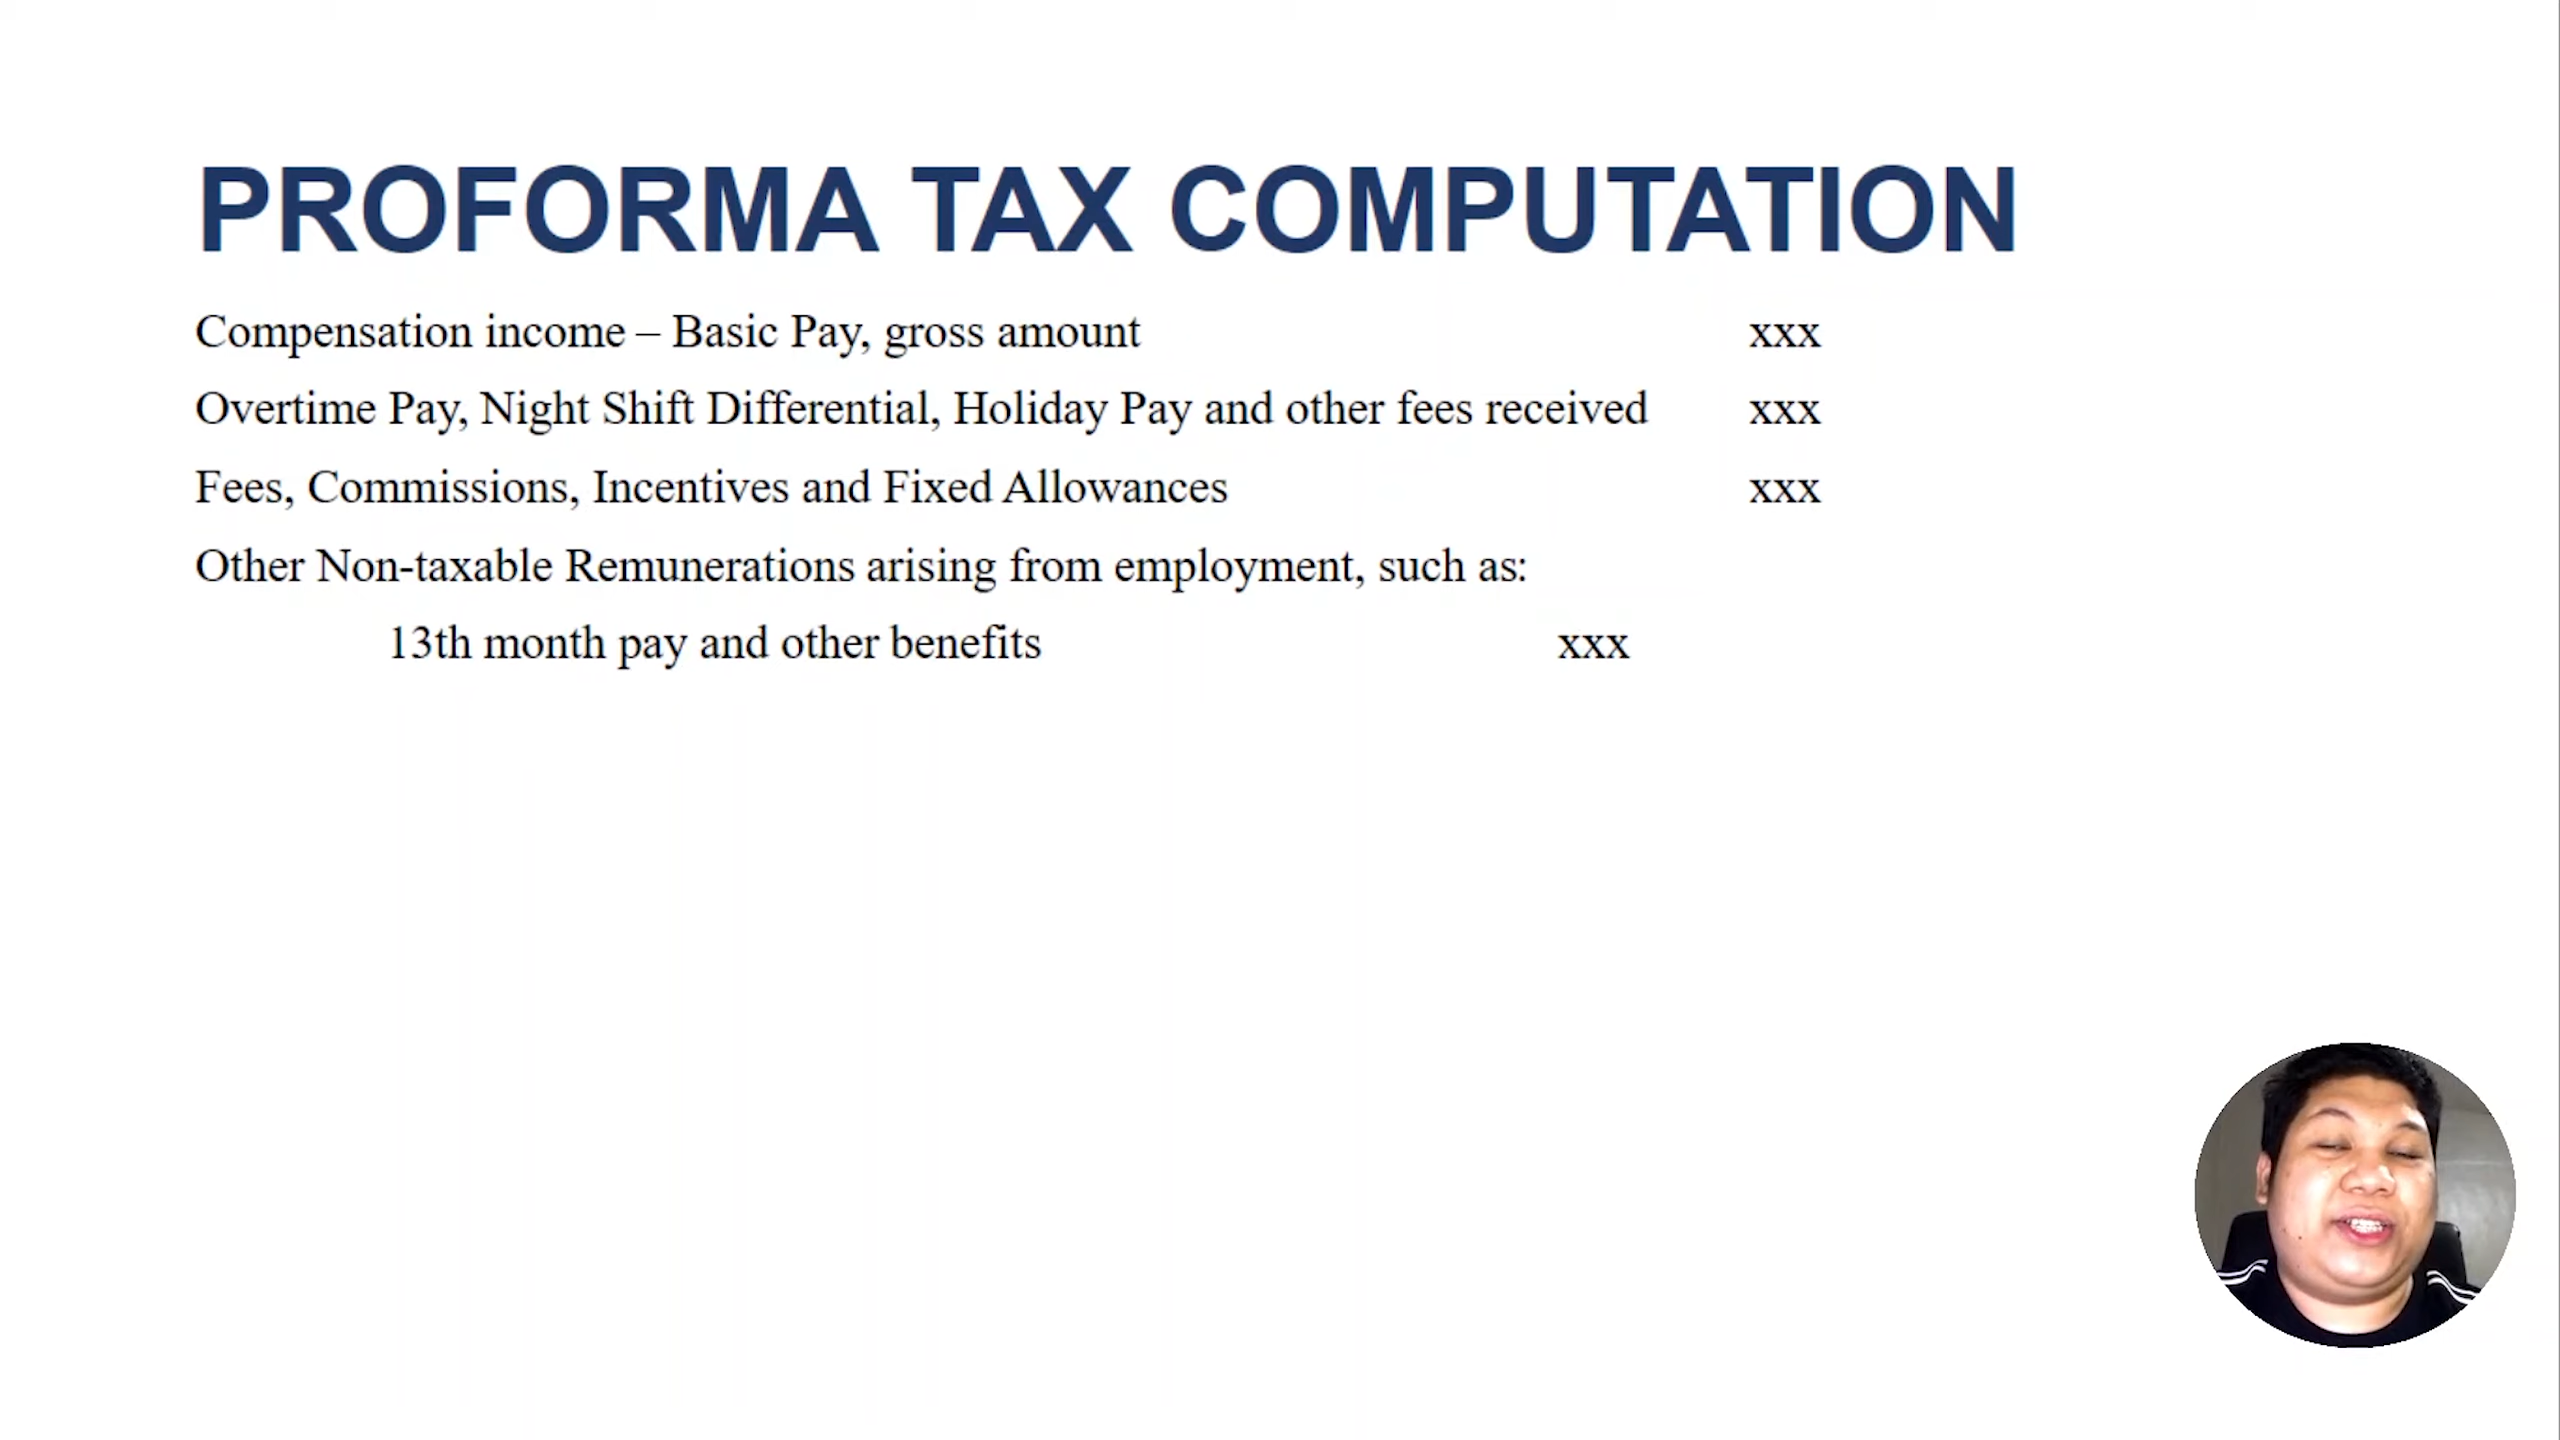 PROFORMA TAX COMPUTATION
Compensation income – Basic Pay, gross amount xxx
Overtime Pay, Night Shift Differential, Holiday Pay and other fees received xxx
Fees, Commissions, Incentives and Fixed Allowances xxx
Other Non-taxable Remunerations arising from employment, such as:
13th month pay and other benefits xxx